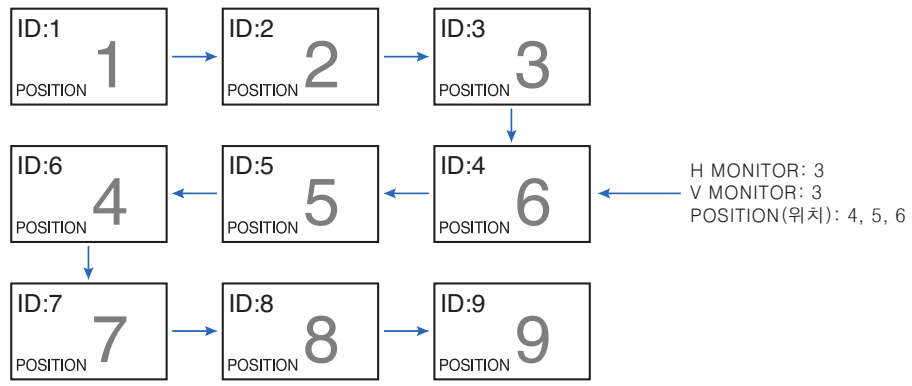 ID:1
POSITION 1
ID:2
POSITION 2
ID:3
POSITION 3
ID:6
POSITION 4
ID:5
POSITION 5
ID:4
POSITION 6
H MONITOR: 3
V MONITOR: 3
POSITION(위치): 4, 5, 6
ID:7
POSITION 7
ID:8
POSITION 8
ID:9
POSITION 9